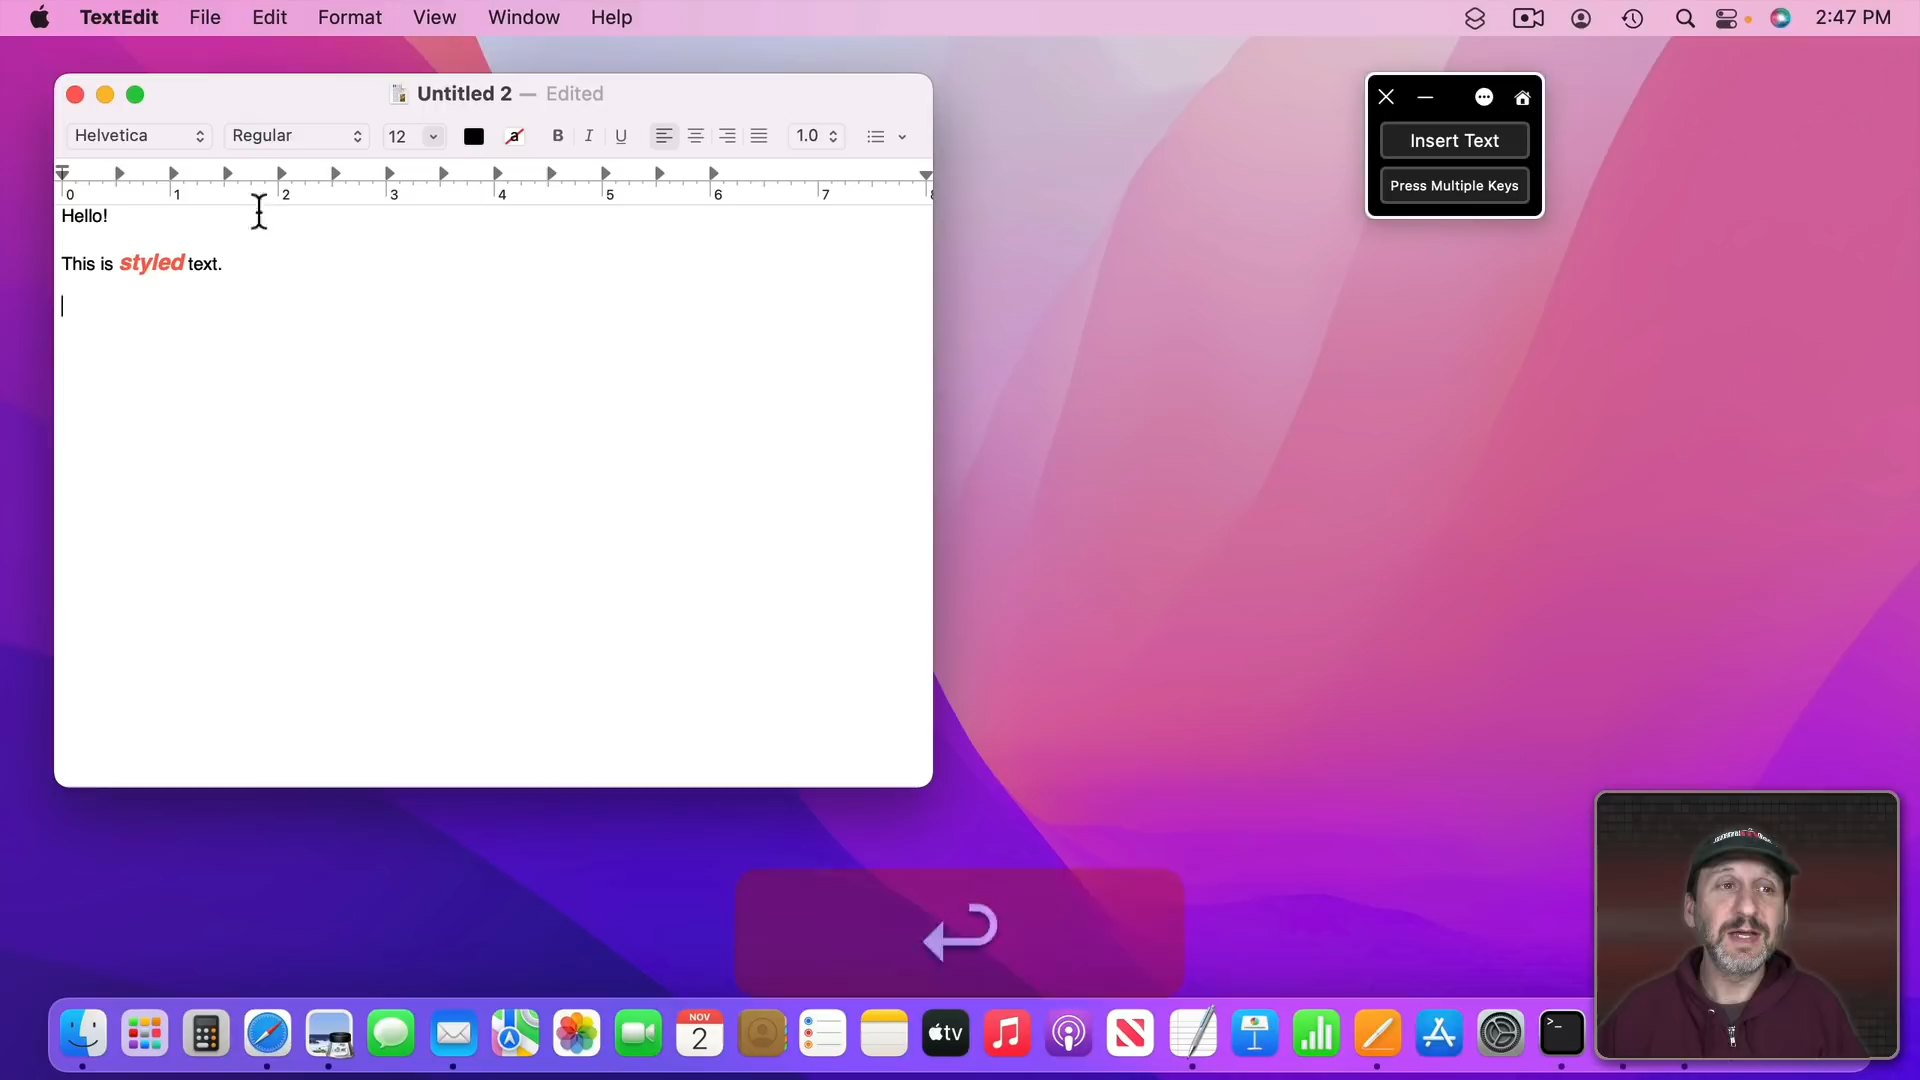 TextEdit File Edit Format View Window Help 2:47 PM
Untitled 2 — Edited
Helvetica Regular 12 a B I U 1.0
0 1 2 3 4 5 6 7 8
Hello!
This is styled text.
Insert Text
Press Multiple Keys
NOV
2
tv
>_